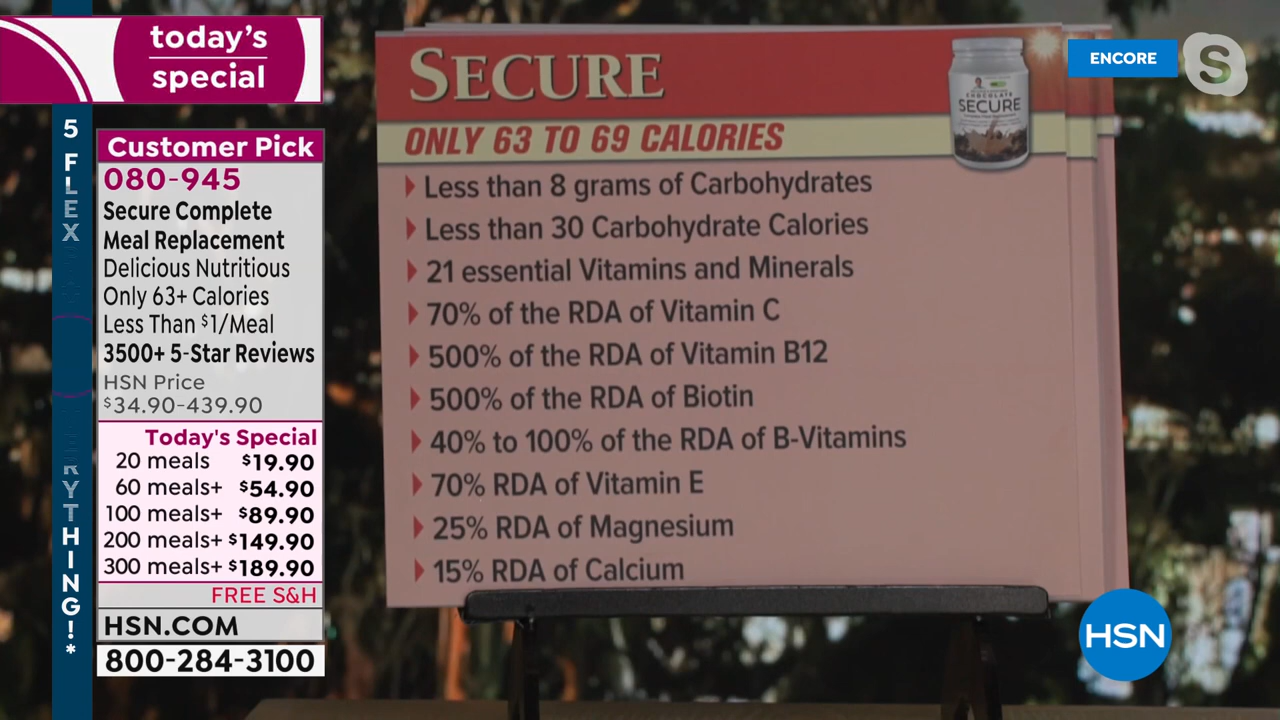 today's
special
5 FLEX
RYTHING!*
Customer Pick
080-945
Secure Complete
Meal Replacement
Delicious Nutritious
Only 63+ Calories
Less Than $1/Meal
3500+ 5-Star Reviews
HSN Price
$34.90-439.90
Today's Special
20 meals $19.90
60 meals+ $54.90
100 meals+ $89.90
200 meals+ $149.90
300 meals+ $189.90
FREE S&H
HSN.COM
800-284-3100
SECURE
ONLY 63 TO 69 CALORIES
Less than 8 grams of Carbohydrates
Less than 30 Carbohydrate Calories
21 essential Vitamins and Minerals
70% of the RDA of Vitamin C
500% of the RDA of Vitamin B12
500% of the RDA of Biotin
40% to 100% of the RDA of B-Vitamins
70% RDA of Vitamin E
25% RDA of Magnesium
15% RDA of Calcium
CHOCOLATE
SECURE
ENCORE
S
HSN